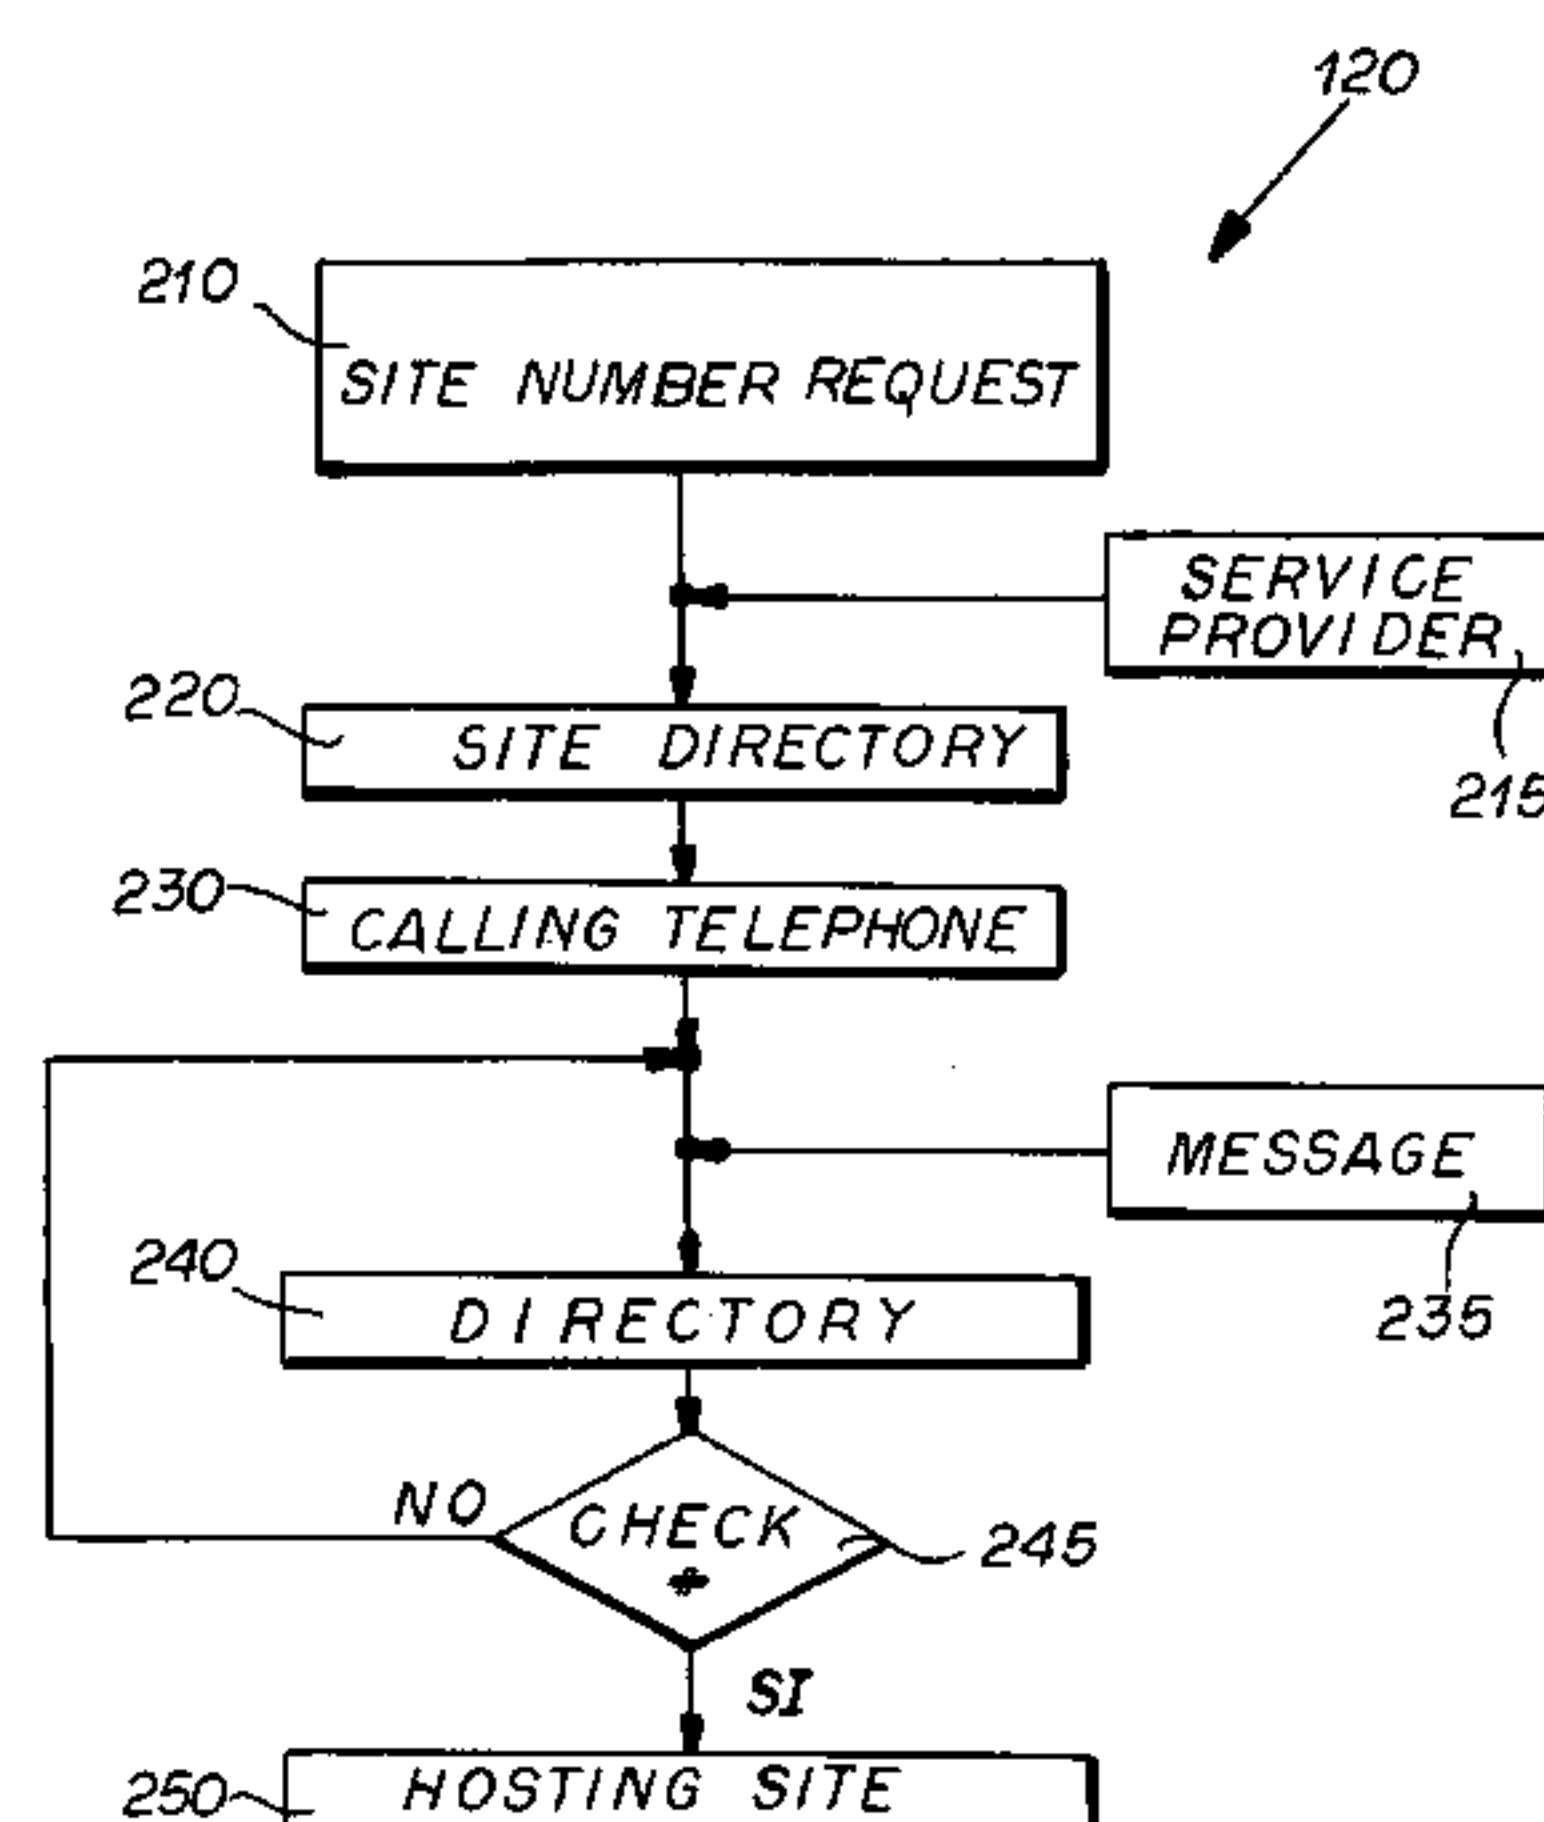 120
210
SITE NUMBER REQUEST
SERVICE
PROVIDER
215
220
SITE DIRECTORY
230
CALLING TELEPHONE
MESSAGE
235
240
DIRECTORY
NO
CHECK
245
SI
250
HOSTING SITE